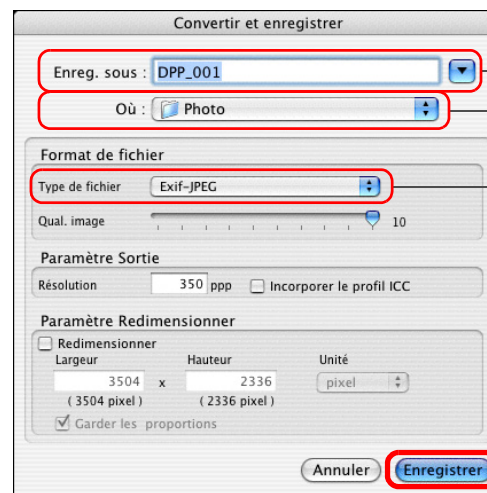 Convertir et enregistrer
Enreg. sous : DPP_001
Où : Photo
Format de fichier
Type de fichier Exif-JPEG
Qual. image 10
Paramètre Sortie
Résolution 350 ppp Incorporer le profil ICC
Paramètre Redimensionner
Redimensionner
Largeur Hauteur Unité
3504 x 2336 pixel
( 3504 pixel ) ( 2336 pixel )
Garder les proportions
Annuler Enregistrer